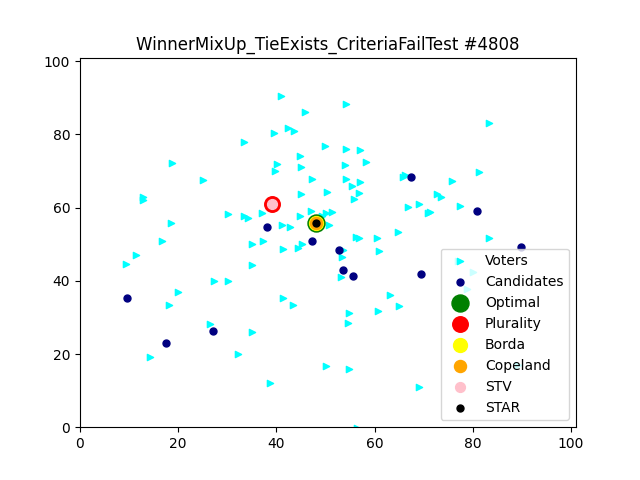 WinnerMixUp_TieExists_CriteriaFailTest #4808
100
80
60
40
20
0
0
20
40
60
80
100
Voters
Candidates
Optimal
Plurality
Borda
Copeland
STV
STAR